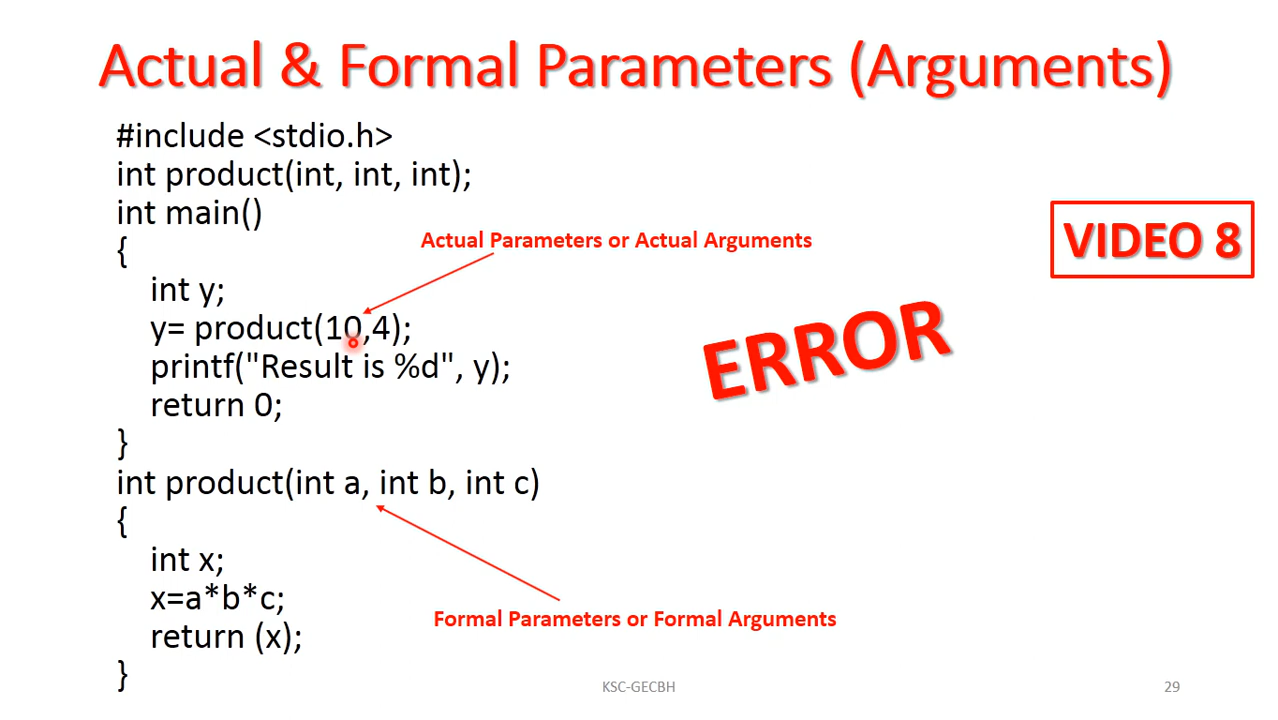 Actual & Formal Parameters (Arguments)
#include <stdio.h>
int product(int, int, int);
int main()
{
Actual Parameters or Actual Arguments
VIDEO 8
int y;
y= product(10,4);
printf("Result is %d", y);
return 0;
ERROR
}
int product(int a, int b, int c)
{
int x;
x=a*b*c;
Formal Parameters or Formal Arguments
return (x);
}
KSC-GECBH
29